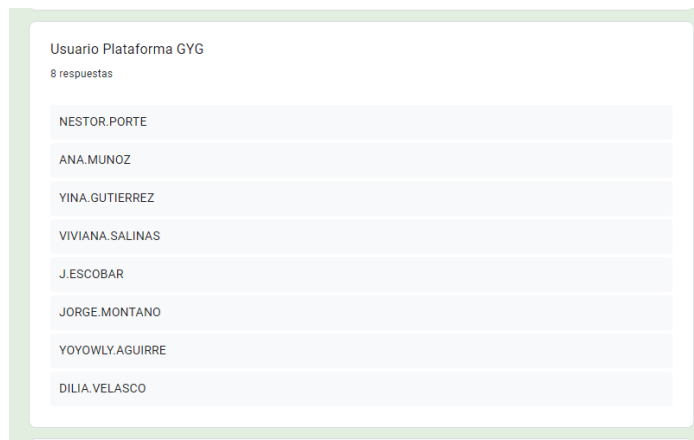 Usuario Plataforma GYG
8 respuestas
NESTOR.PORTE
ANA.MUNOZ
YINA.GUTIERREZ
VIVIANA.SALINAS
J.ESCOBAR
JORGE.MONTANO
YOYOWLY.AGUIRRE
DILIA.VELASCO